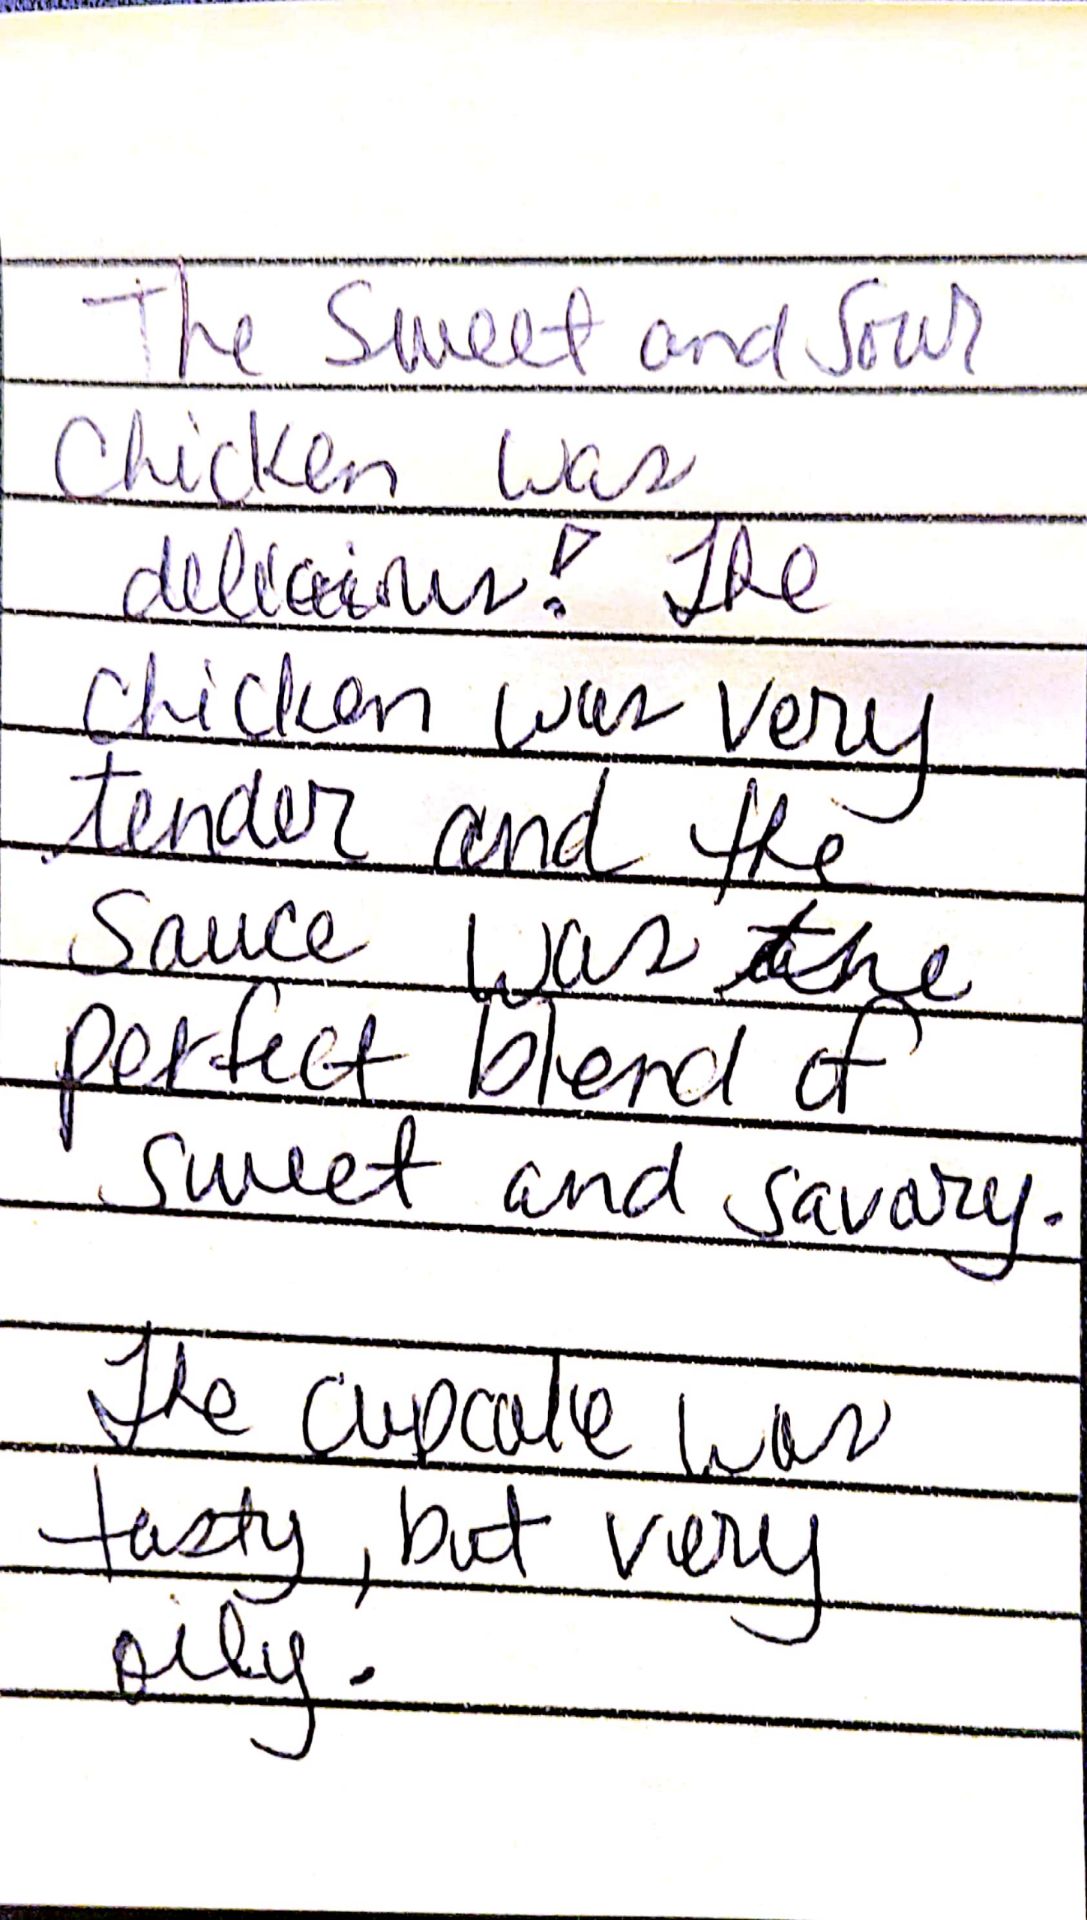 The Sweet and Sour
Chicken was
delicious! The
chicken was very
tender and the
sauce was the
perfect blend of
sweet and savory.
The cupcake was
tasty, but very
oily.